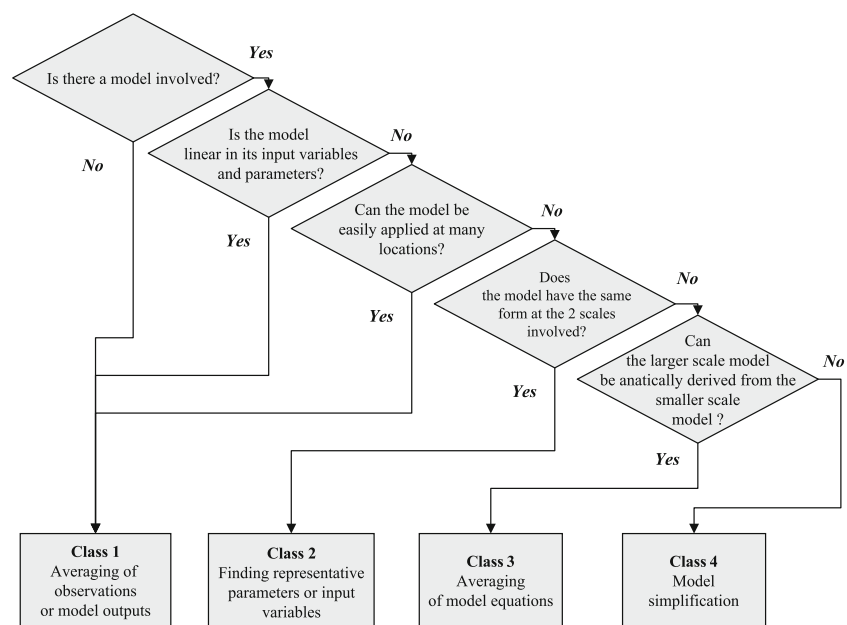 Yes
Is there a model involved?
No
Is the model
linear in its input variables
and parameters?
No
Yes
Can the model be
easily applied at many
locations?
No
Yes
Does
the model have the same
form at the 2 scales
involved?
No
Yes
Can
the larger scale model
be anatically derived from the
smaller scale
model ?
No
Yes
Class 1
Averaging of
observations
or model outputs
Class 2
Finding representative
parameters or input
variables
Class 3
Averaging
of model equations
Class 4
Model
simplification